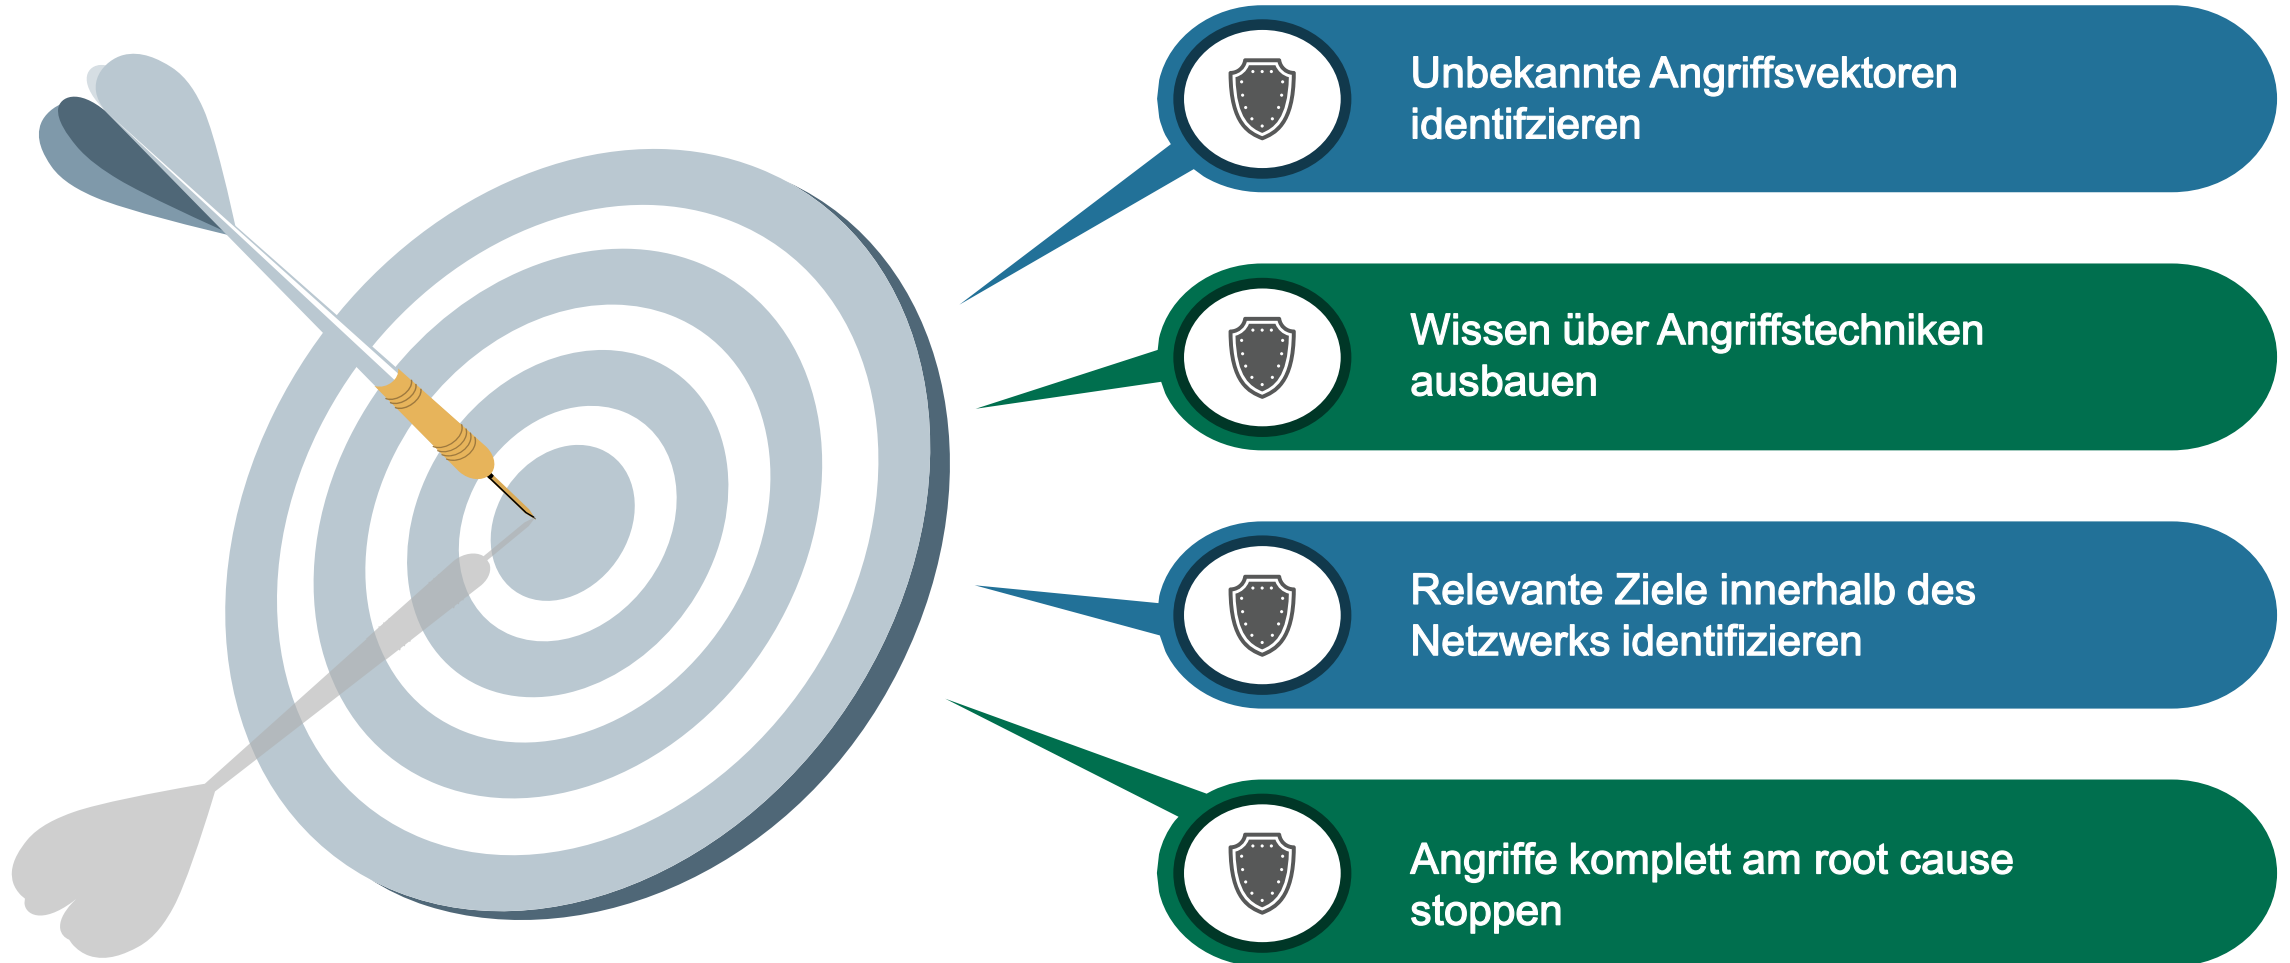 Unbekannte Angriffsvektoren
identifzieren
Wissen über Angriffstechniken
ausbauen
Relevante Ziele innerhalb des
Netzwerks identifizieren
Angriffe komplett am root cause
stoppen